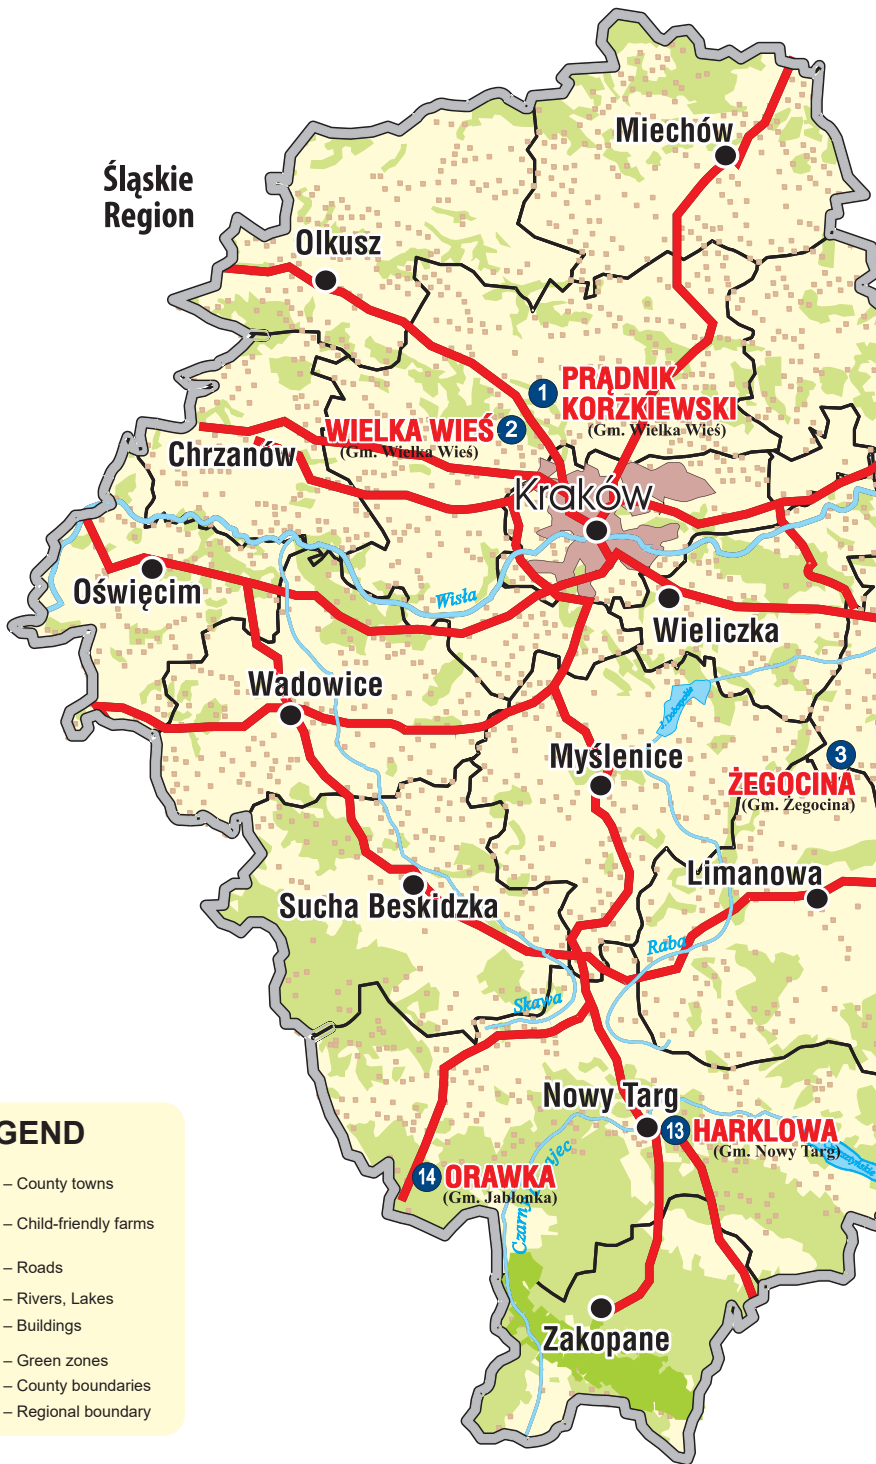 Miechów
Śląskie
Region
Olkusz
1
PRĄDNIK
KORZKIEWSKI
(Gm. Wielka Wieś)
WIELKA WIEŚ
2
(Gm. Wielka Wieś)
Chrzanów
Kraków
Oświęcim
Wisła
Wieliczka
Wadowice
Myślenice
3
ŻEGOCINA
(Gm. Żegocina)
Limanowa
Sucha Beskidzka
Raba
Skawa
Nowy Targ
13
HARKLOWA
(Gm. Nowy Targ)
14
ORAWKA
(Gm. Jabłonka)
Zakopane
GEND
– County towns
– Child-friendly farms
– Roads
– Rivers, Lakes
– Buildings
– Green zones
– County boundaries
– Regional boundary